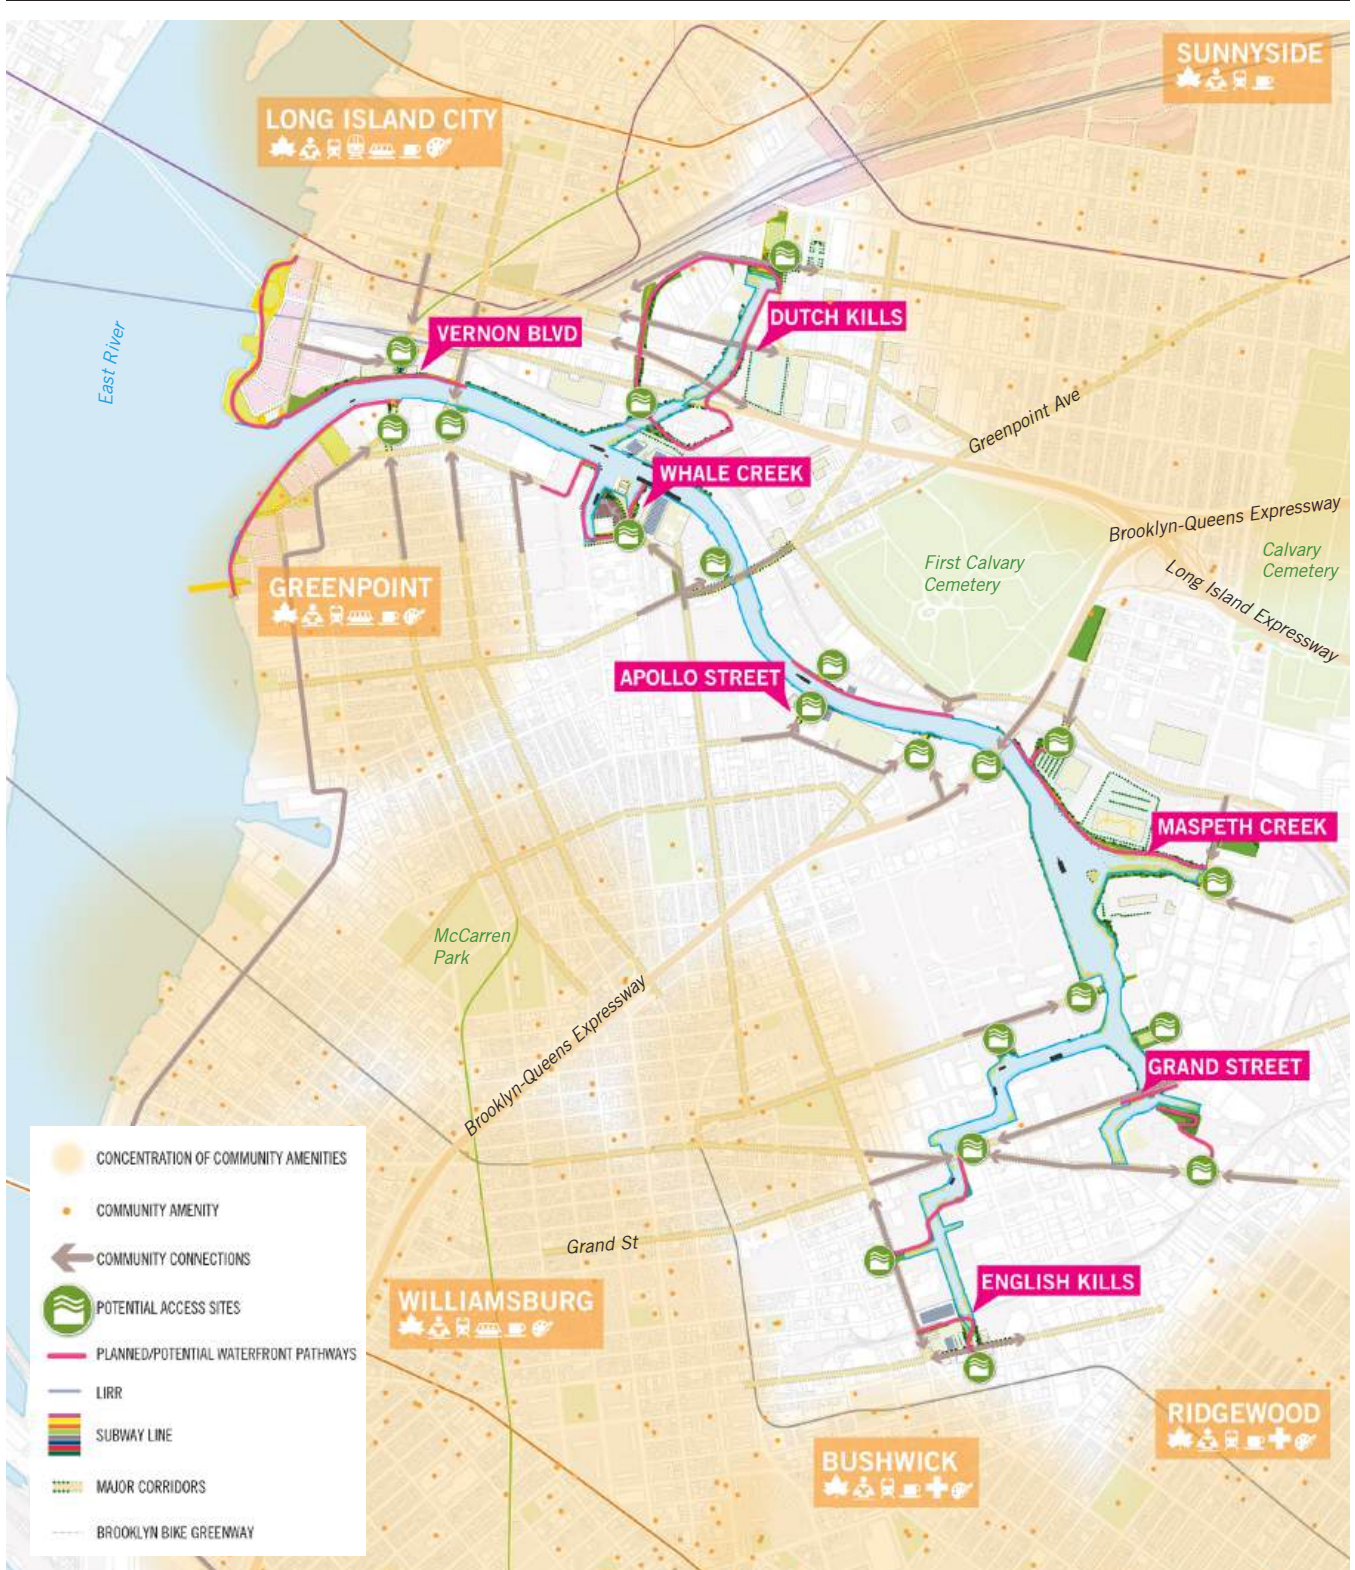 SUNNYSIDE
LONG ISLAND CITY
East River
VERNON BLVD
DUTCH KILLS
Greenpoint Ave
WHALE CREEK
Brooklyn-Queens Expressway
First Calvary
Cemetery
Calvary
Cemetery
Long Island Expressway
GREENPOINT
APOLLO STREET
MASPETH CREEK
McCarren
Park
Brooklyn-Queens Expressway
GRAND STREET
Grand St
ENGLISH KILLS
WILLIAMSBURG
RIDGEWOOD
BUSHWICK
CONCENTRATION OF COMMUNITY AMENITIES
COMMUNITY AMENITY
COMMUNITY CONNECTIONS
POTENTIAL ACCESS SITES
PLANNED/POTENTIAL WATERFRONT PATHWAYS
LIRR
SUBWAY LINE
MAJOR CORRIDORS
BROOKLYN BIKE GREENWAY